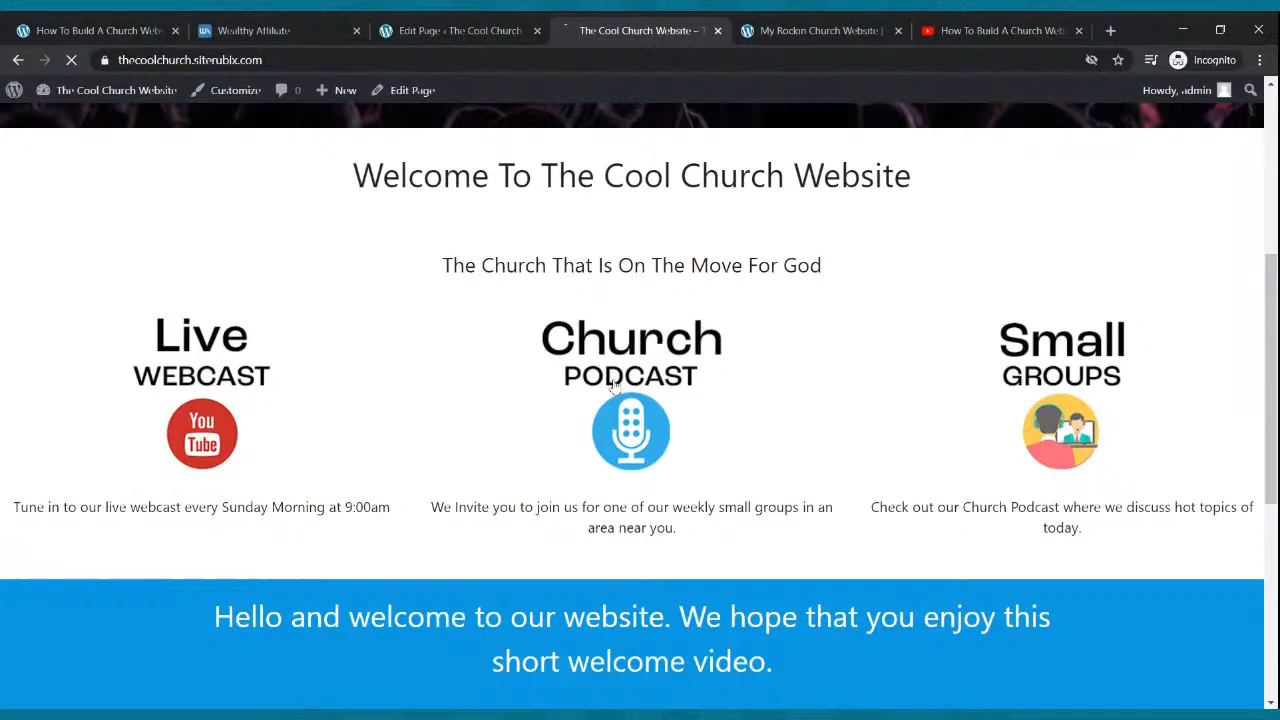 How To Build A Church Web
Wealthy Affiliate
Edit Page ‹ The Cool Church
The Cool Church Website – T
My Rockin Church Website |
How To Build A Church Web
thecoolchurch.siterubix.com
Incognito
The Cool Church Website
Customize
0
New
Edit Page
Howdy, admin
Welcome To The Cool Church Website
The Church That Is On The Move For God
Live
WEBCAST
You
Tube
Tune in to our live webcast every Sunday Morning at 9:00am
Church
PODCAST
We Invite you to join us for one of our weekly small groups in an
area near you.
Small
GROUPS
Check out our Church Podcast where we discuss hot topics of
today.
Hello and welcome to our website. We hope that you enjoy this
short welcome video.